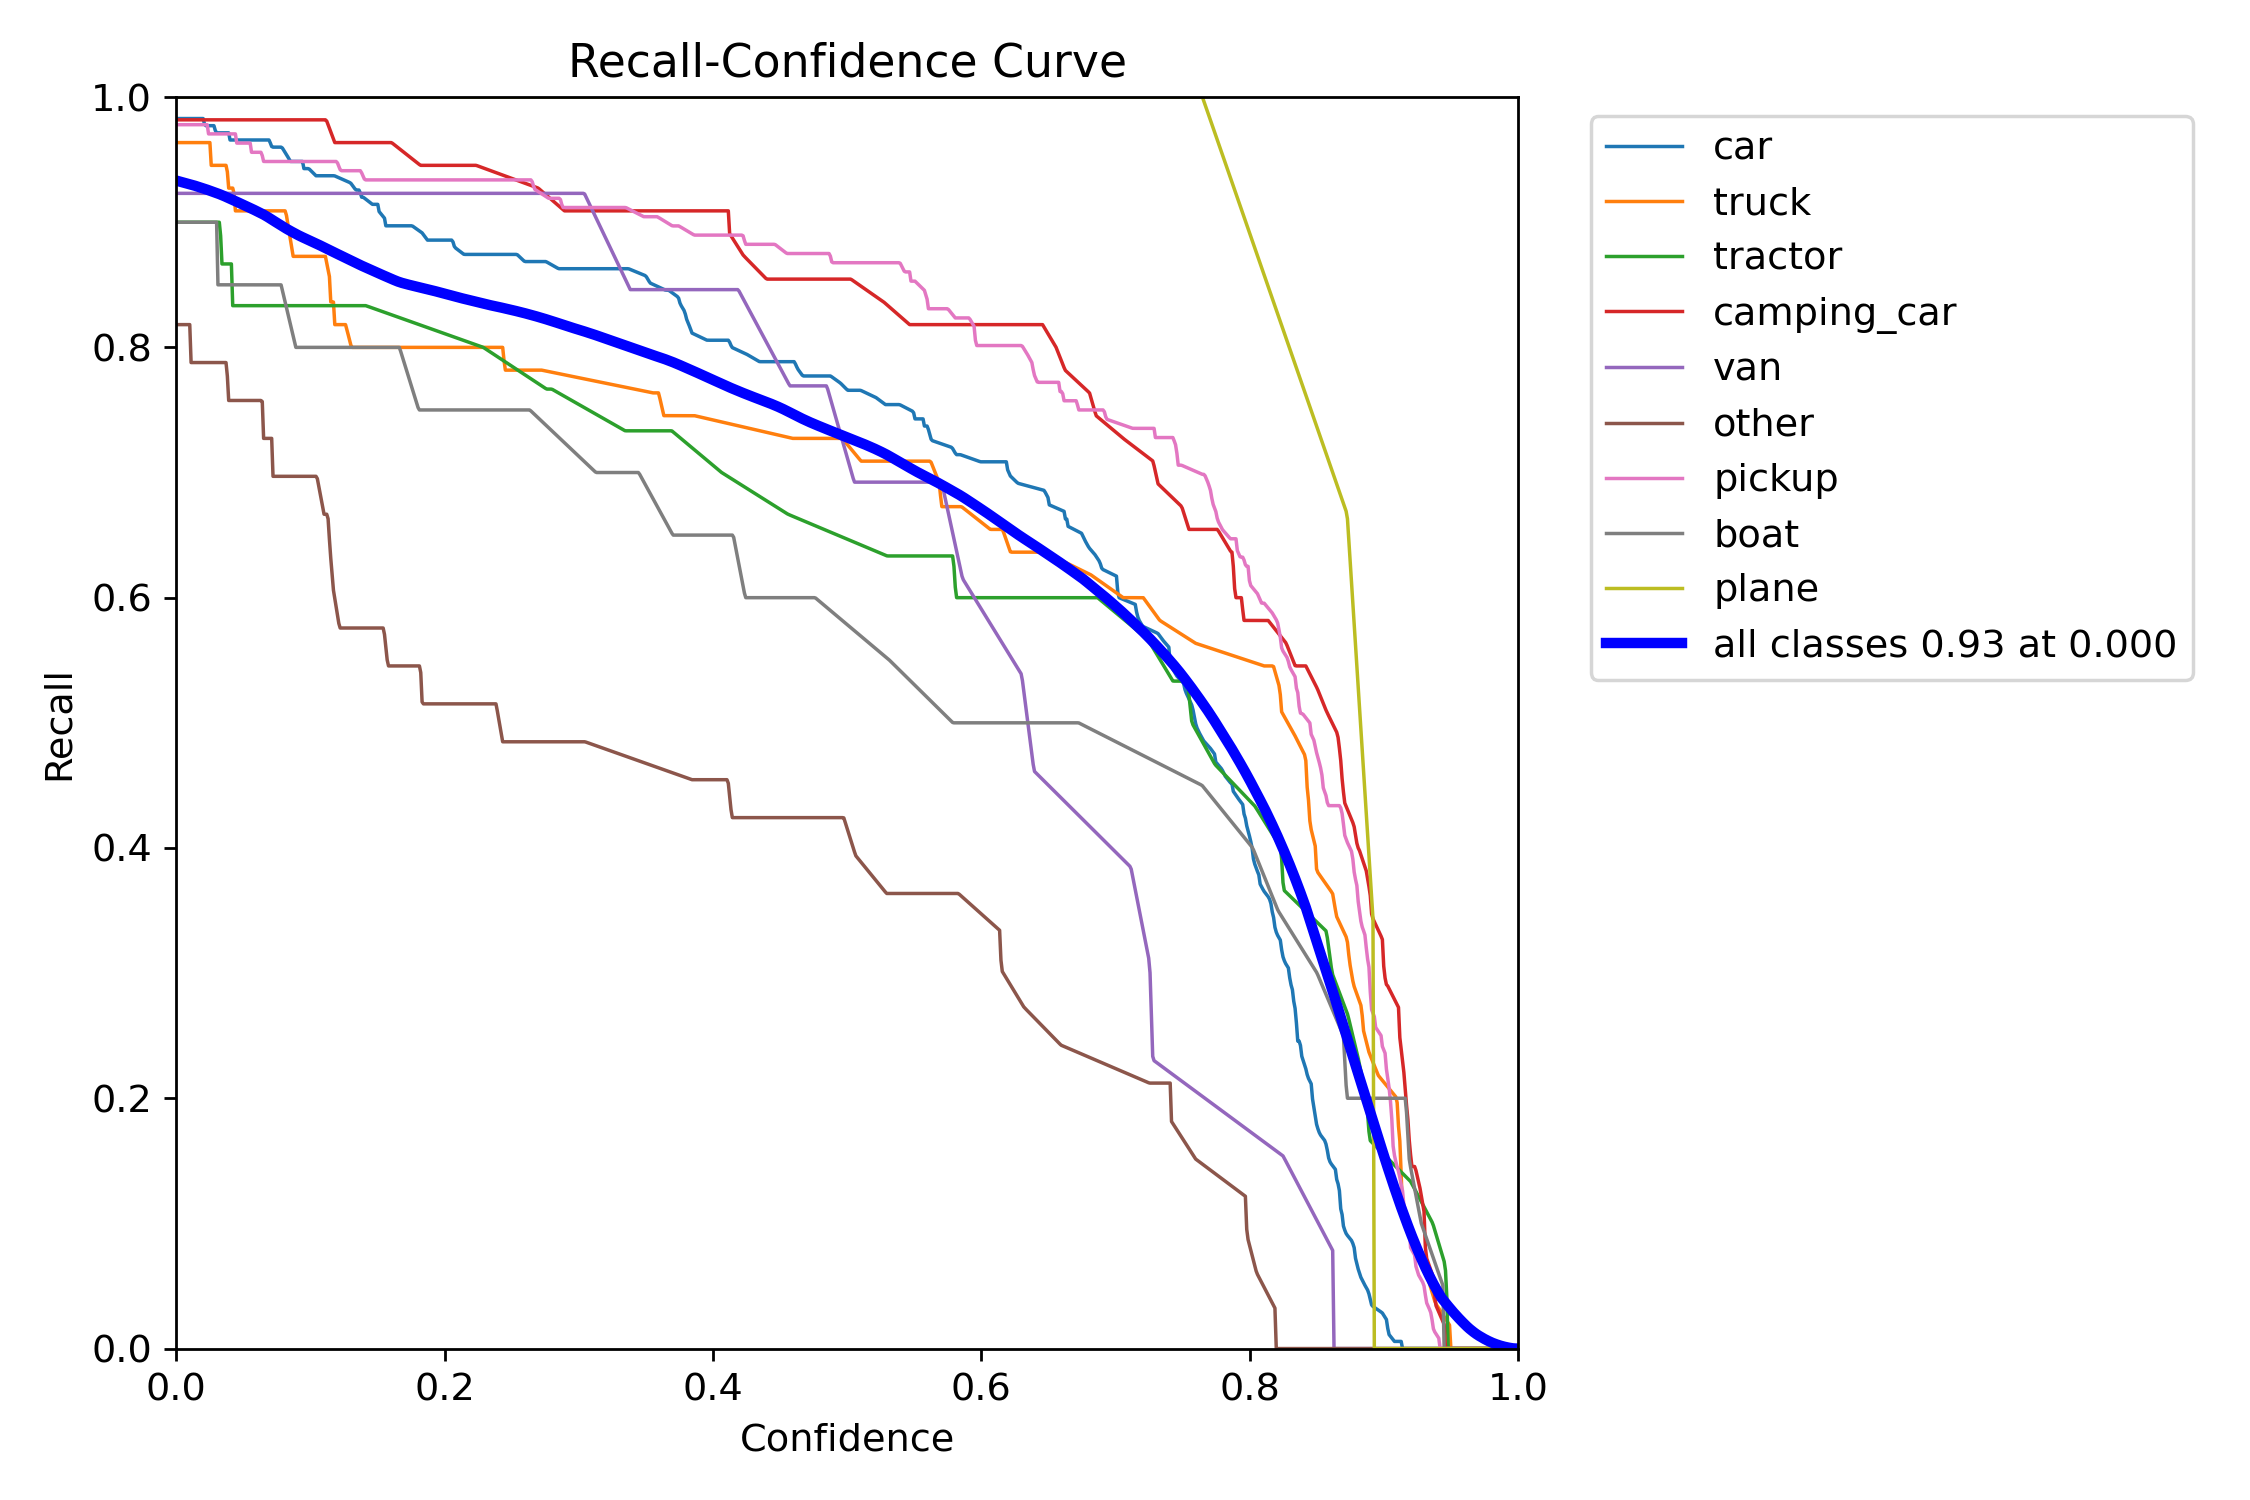 Recall-Confidence Curve
1.0
0.8
0.6
0.4
0.2
0.0
Recall
0.0 0.2 0.4 0.6 0.8 1.0
Confidence
car
truck
tractor
camping_car
van
other
pickup
boat
plane
all classes 0.93 at 0.000